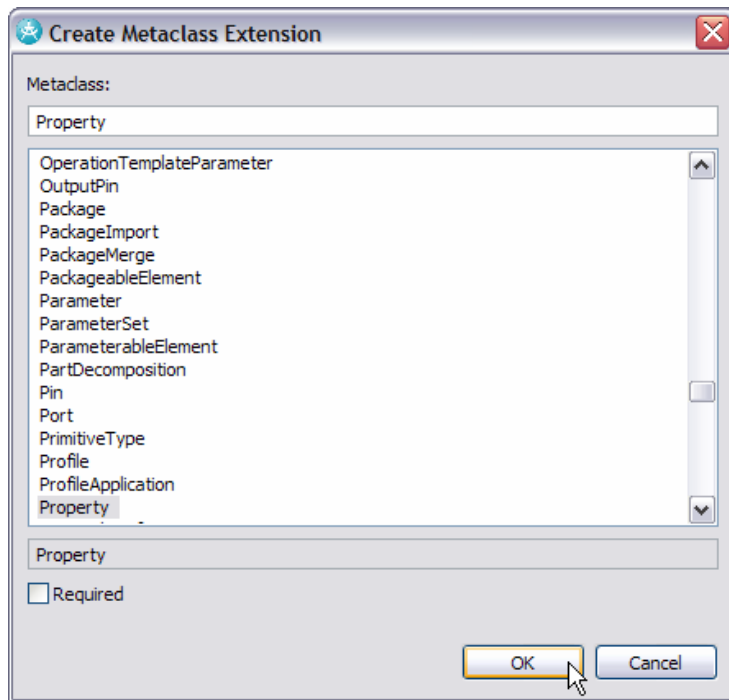 Create Metaclass Extension
Metaclass:
Property
OperationTemplateParameter
OutputPin
Package
PackageImport
PackageMerge
PackageableElement
Parameter
ParameterSet
ParameterableElement
PartDecomposition
Pin
Port
PrimitiveType
Profile
ProfileApplication
Property
Property
Required
OK
Cancel